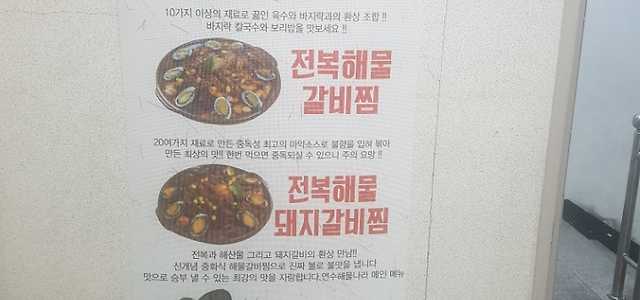 10가지 이상의 재료로 끓인 육수와 바지락과의 환상 조합 !!
바지락 칼국수와 보리밥을 맛보세요 !!
전복해물
갈비찜
20여가지 재료로 만든 중독성 최고의 마약소스로 불향을 입혀 볶아
만든 최상의 맛!! 한번 먹으면 중독되실 수 있으니 주의 요망 !!
전복해물
돼지갈비찜
전복과 해산물 그리고 돼지갈비의 환상 만남!!
신개념 중화식 해물갈비찜으로 진짜 불로 불맛을 냅니다
맛으로 승부 낼 수 있는 최강의 맛을 자랑합니다.연수해물나라 메인 메뉴